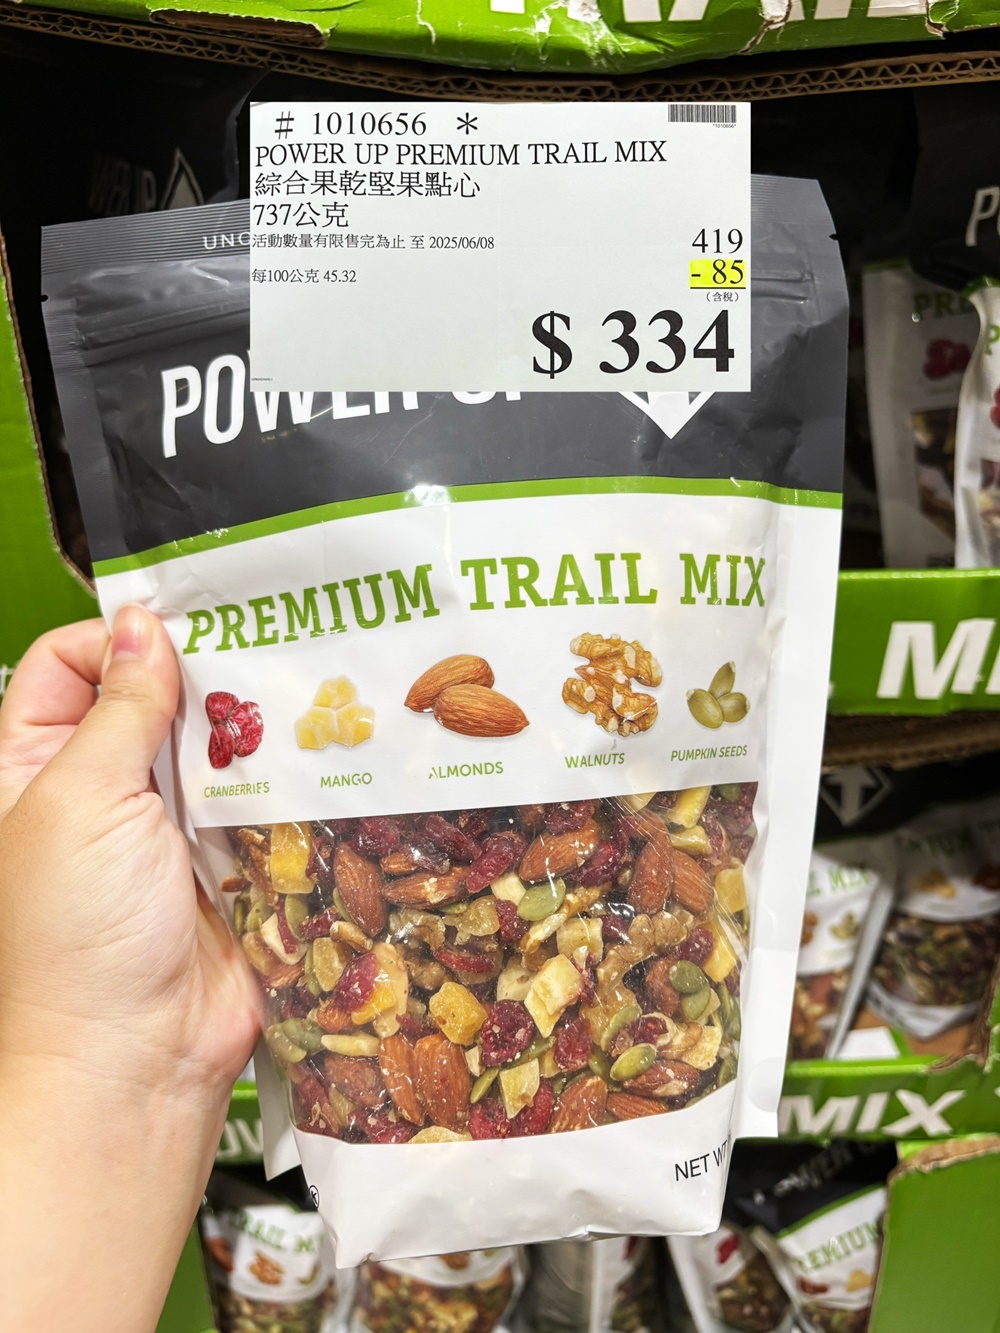 # 1010656 *
POWER UP PREMIUM TRAIL MIX
綜合果乾堅果點心
737公克
活動數量有限售完為止 至 2025/06/08
419
每100公克 45.32
- 85
(含稅)
$ 334
PREMIUM TRAIL MIX
CRANBERRIES
MANGO
ALMONDS
WALNUTS
PUMPKIN SEEDS
NET WT
MIX